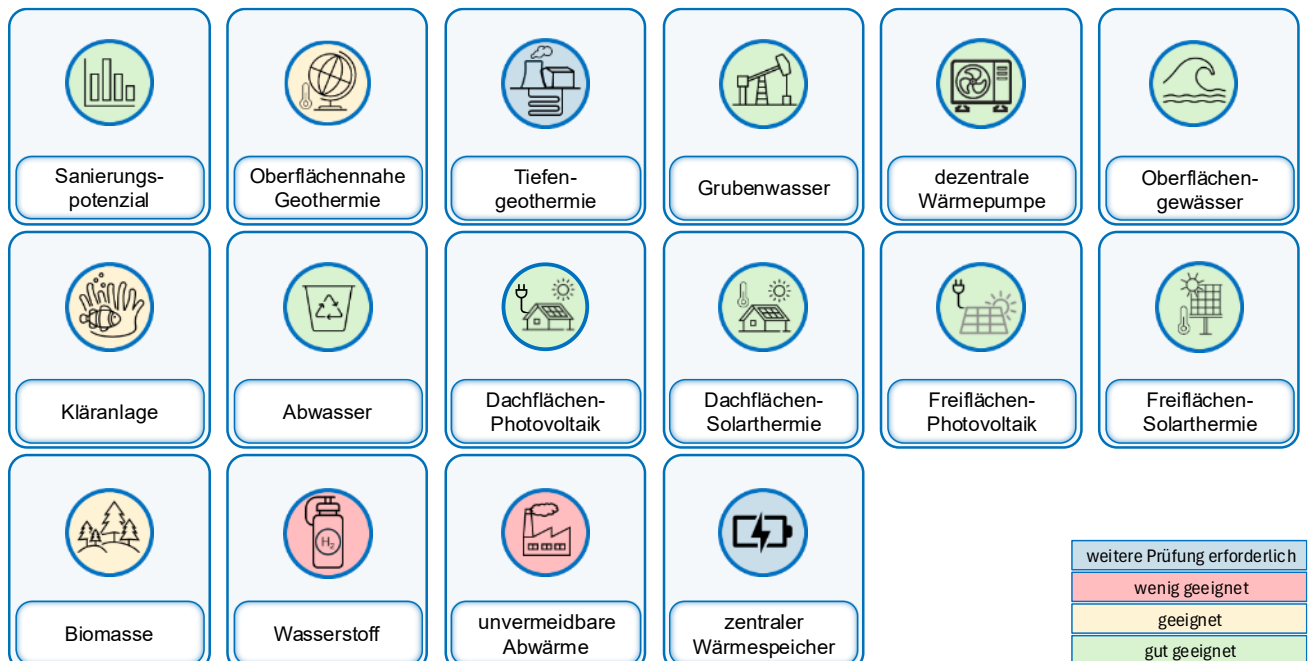 Sanierungs-
potenzial
Oberflächennahe
Geothermie
Tiefen-
geothermie
Grubenwasser
dezentrale
Wärmepumpe
Oberflächen-
gewässer
Kläranlage
Abwasser
Dachflächen-
Photovoltaik
Dachflächen-
Solarthermie
Freiflächen-
Photovoltaik
Freiflächen-
Solarthermie
Biomasse
H₂
Wasserstoff
unvermeidbare
Abwärme
zentraler
Wärmespeicher
weitere Prüfung erforderlich
wenig geeignet
geeignet
gut geeignet